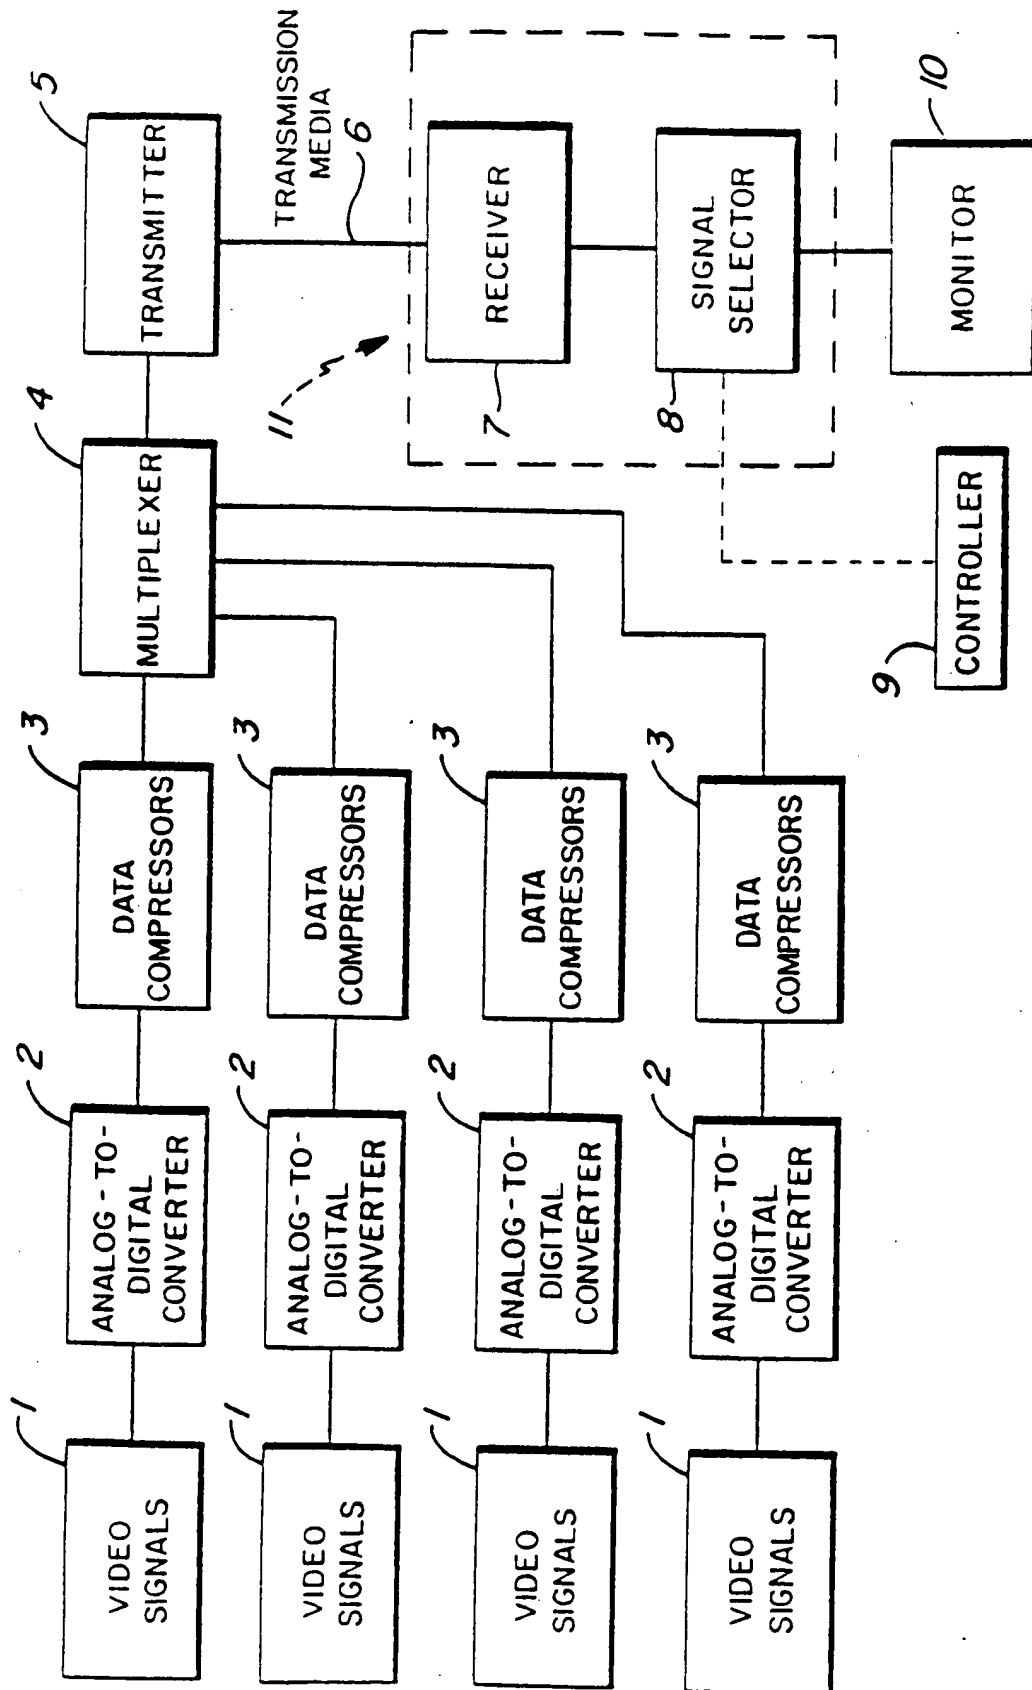 1
VIDEO
SIGNALS
2
ANALOG-TO-
DIGITAL
CONVERTER
3
DATA
COMPRESSORS
4
MULTIPLEXER
5
TRANSMITTER
1
VIDEO
SIGNALS
2
ANALOG-TO-
DIGITAL
CONVERTER
3
DATA
COMPRESSORS
TRANSMISSION
MEDIA
6
1
VIDEO
SIGNALS
2
ANALOG-TO-
DIGITAL
CONVERTER
3
DATA
COMPRESSORS
11
7
RECEIVER
1
VIDEO
SIGNALS
2
ANALOG-TO-
DIGITAL
CONVERTER
3
DATA
COMPRESSORS
8
SIGNAL
SELECTOR
9
CONTROLLER
10
MONITOR